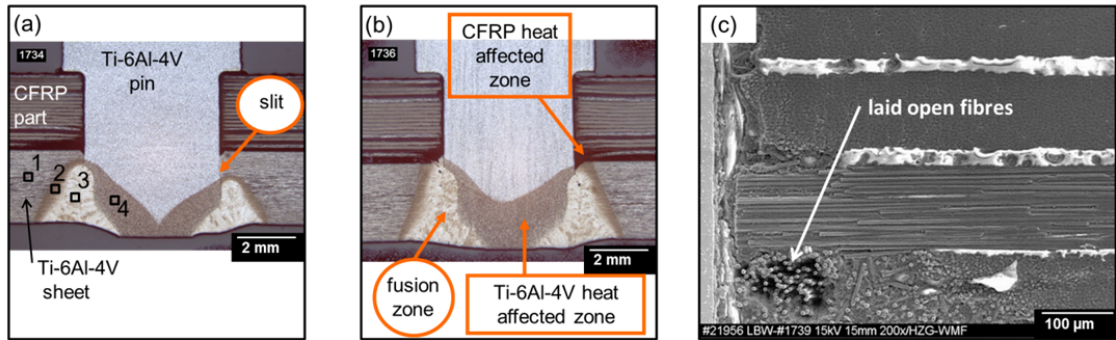 (a)
1734
Ti-6Al-4V
pin
CFRP
part
slit
1
2
3
4
2 mm
Ti-6Al-4V
sheet
(b)
1736
CFRP heat
affected
zone
2 mm
fusion
zone
Ti-6Al-4V heat
affected zone
(c)
laid open fibres
100 µm
#21956 LBW-#1739 15kV 15mm 200x/HZG-WMF